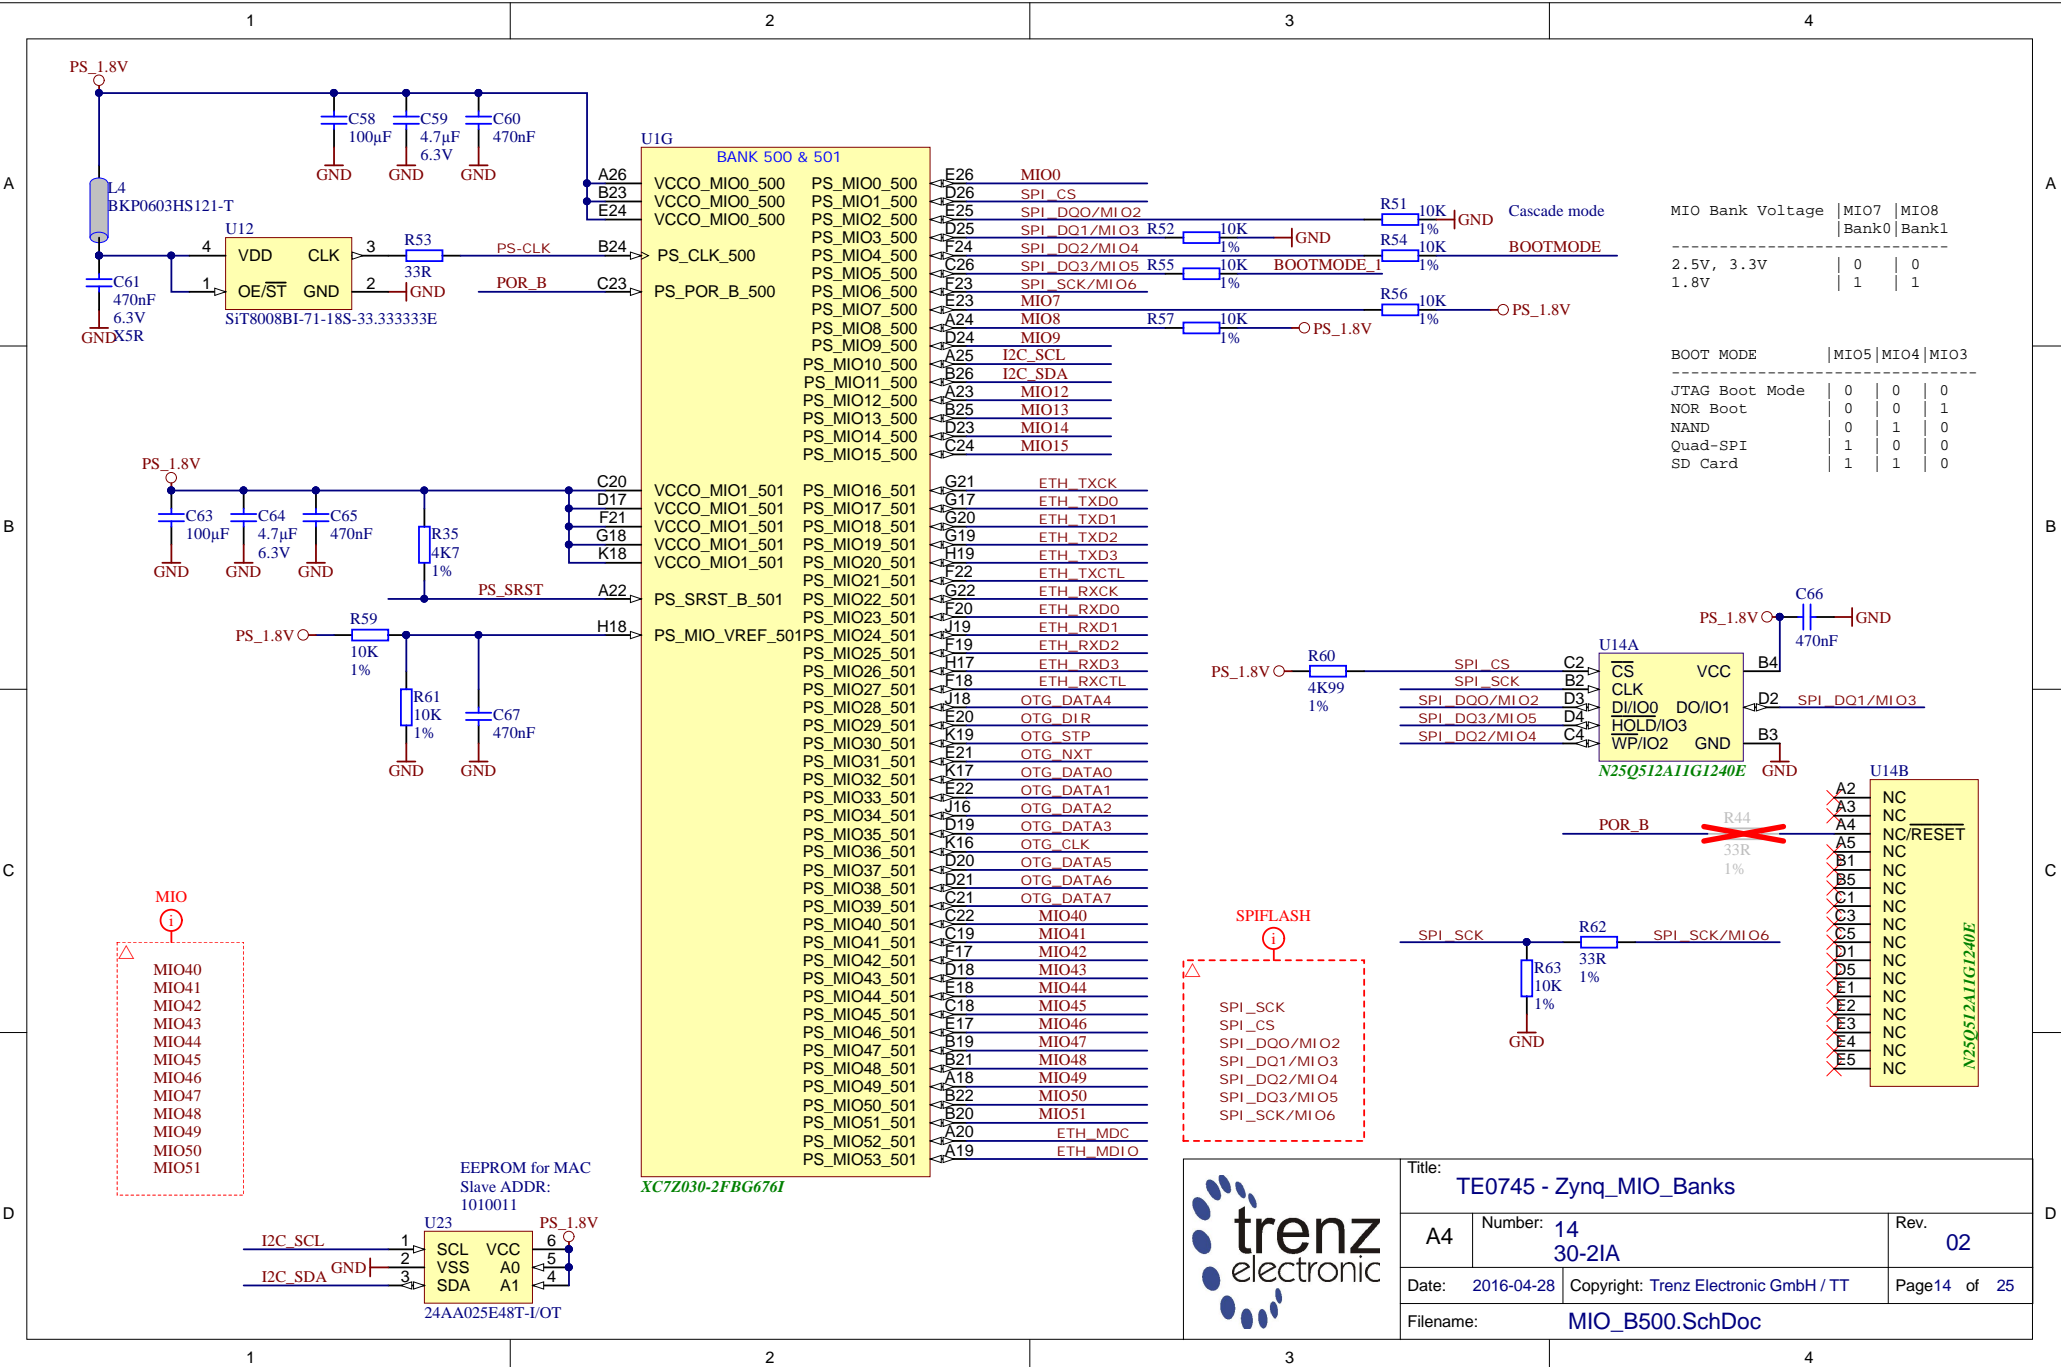 1 2 3 4
A A
B B
C C
D D
1 2 3 4
PS_1.8V
C58 100µF
C59 4.7µF 6.3V
C60 470nF
GND GND GND
L4
BKP0603HS121-T
U12
4 VDD CLK 3
1 OE/ST GND 2
SiT8008BI-71-18S-33.333333E
R53
33R
GND
C61
470nF
6.3V
X5R
GND
PS-CLK
POR_B
U1G
BANK 500 & 501
A26 VCCO_MIO0_500 PS_MIO0_500 E26 MIO0
B23 VCCO_MIO0_500 PS_MIO1_500 D26 SPI_CS
E24 VCCO_MIO0_500 PS_MIO2_500 E25 SPI_DQ0/MIO2
PS_MIO3_500 D25 SPI_DQ1/MIO3
B24 PS_CLK_500 PS_MIO4_500 F24 SPI_DQ2/MIO4
PS_MIO5_500 C26 SPI_DQ3/MIO5
C23 PS_POR_B_500 PS_MIO6_500 F23 SPI_SCK/MIO6
PS_MIO7_500 E23 MIO7
PS_MIO8_500 A24 MIO8
PS_MIO9_500 D24 MIO9
PS_MIO10_500 A25 I2C_SCL
PS_MIO11_500 B26 I2C_SDA
PS_MIO12_500 A23 MIO12
PS_MIO13_500 B25 MIO13
PS_MIO14_500 D23 MIO14
PS_MIO15_500 C24 MIO15
C20 VCCO_MIO1_501 PS_MIO16_501 G21 ETH_TXCK
D17 VCCO_MIO1_501 PS_MIO17_501 G17 ETH_TXD0
F21 VCCO_MIO1_501 PS_MIO18_501 G20 ETH_TXD1
G18 VCCO_MIO1_501 PS_MIO19_501 G19 ETH_TXD2
K18 VCCO_MIO1_501 PS_MIO20_501 H19 ETH_TXD3
PS_MIO21_501 F22 ETH_TXCTL
A22 PS_SRST_B_501 PS_MIO22_501 G22 ETH_RXCK
PS_MIO23_501 F20 ETH_RXD0
H18 PS_MIO_VREF_501 PS_MIO24_501 J19 ETH_RXD1
PS_MIO25_501 F19 ETH_RXD2
PS_MIO26_501 H17 ETH_RXD3
PS_MIO27_501 F18 ETH_RXCTL
PS_MIO28_501 J18 OTG_DATA4
PS_MIO29_501 E20 OTG_DIR
PS_MIO30_501 K19 OTG_STP
PS_MIO31_501 E21 OTG_NXT
PS_MIO32_501 K17 OTG_DATA0
PS_MIO33_501 E22 OTG_DATA1
PS_MIO34_501 J16 OTG_DATA2
PS_MIO35_501 D19 OTG_DATA3
PS_MIO36_501 K16 OTG_CLK
PS_MIO37_501 D20 OTG_DATA5
PS_MIO38_501 D21 OTG_DATA6
PS_MIO39_501 C21 OTG_DATA7
PS_MIO40_501 C22 MIO40
PS_MIO41_501 C19 MIO41
PS_MIO42_501 F17 MIO42
PS_MIO43_501 D18 MIO43
PS_MIO44_501 E18 MIO44
PS_MIO45_501 C18 MIO45
PS_MIO46_501 E17 MIO46
PS_MIO47_501 B19 MIO47
PS_MIO48_501 B21 MIO48
PS_MIO49_501 A18 MIO49
PS_MIO50_501 B22 MIO50
PS_MIO51_501 B20 MIO51
PS_MIO52_501 A20 ETH_MDC
PS_MIO53_501 A19 ETH_MDIO
XC7Z030-2FBG676I
R51 10K 1% GND Cascade mode
R52 10K 1% GND
R54 10K 1% BOOTMODE
R55 10K 1% BOOTMODE_1
R56 10K 1% PS_1.8V
R57 10K 1% PS_1.8V
MIO Bank Voltage |MIO7 |MIO8
|Bank0|Bank1
-----------------------------
2.5V, 3.3V | 0 | 0
1.8V | 1 | 1
BOOT MODE |MIO5|MIO4|MIO3
--------------------------------
JTAG Boot Mode | 0 | 0 | 0
NOR Boot | 0 | 0 | 1
NAND | 0 | 1 | 0
Quad-SPI | 1 | 0 | 0
SD Card | 1 | 1 | 0
PS_1.8V
C63 100µF
C64 4.7µF 6.3V
C65 470nF
GND GND GND
R35
4K7
1%
PS_SRST
PS_1.8V
R59
10K
1%
R61
10K
1%
C67
470nF
GND GND
C66
470nF
PS_1.8V GND
U14A
PS_1.8V R60 4K99 1%
SPI_CS C2 CS VCC B4
SPI_SCK B2 CLK
SPI_DQ0/MIO2 D3 DI/IO0 DO/IO1 D2 SPI_DQ1/MIO3
SPI_DQ3/MIO5 D4 HOLD/IO3
SPI_DQ2/MIO4 C4 WP/IO2 GND B3
N25Q512A11G1240E GND
U14B
A2 NC
A3 NC
POR_B R44 33R 1% A4 NC/RESET
A5 NC
B1 NC
B5 NC
C1 NC
C3 NC
C5 NC
D1 NC
D5 NC
E1 NC
E2 NC
E3 NC
E4 NC
E5 NC
N25Q512A11G1240E
SPI_SCK R62 33R 1% SPI_SCK/MIO6
R63
10K
1%
GND
MIO
i
MIO40
MIO41
MIO42
MIO43
MIO44
MIO45
MIO46
MIO47
MIO48
MIO49
MIO50
MIO51
SPIFLASH
i
SPI_SCK
SPI_CS
SPI_DQ0/MIO2
SPI_DQ1/MIO3
SPI_DQ2/MIO4
SPI_DQ3/MIO5
SPI_SCK/MIO6
EEPROM for MAC
Slave ADDR:
1010011
U23 PS_1.8V
I2C_SCL 1 SCL VCC 6
GND 2 VSS A0 5
I2C_SDA 3 SDA A1 4
24AA025E48T-I/OT
trenz
electronic
Title:
TE0745 - Zynq_MIO_Banks
A4 Number: 14
30-2IA
Rev. 02
Date: 2016-04-28 Copyright: Trenz Electronic GmbH / TT Page14 of 25
Filename: MIO_B500.SchDoc